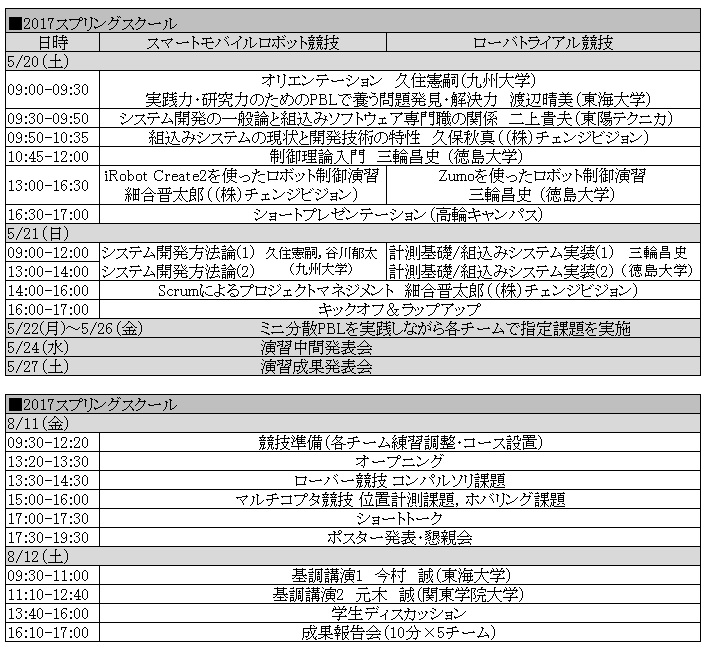 ■2017スプリングスクール
日時 スマートモバイルロボット競技 ローバトライアル競技
5/20(土)
09:00-09:30 オリエンテーション 久住憲嗣(九州大学)
実践力・研究力のためのPBLで養う問題発見・解決力 渡辺晴美(東海大学)
09:30-09:50 システム開発の一般論と組込みソフトウェア専門職の関係 二上貴夫(東陽テクニカ)
09:50-10:35 組込みシステムの現状と開発技術の特性 久保秋真((株)チェンジビジョン)
10:45-12:00 制御理論入門 三輪昌史(徳島大学)
13:00-16:30 iRobot Create2を使ったロボット制御演習 Zumoを使ったロボット制御演習
細合晋太郎((株)チェンジビジョン) 三輪昌史(徳島大学)
16:30-17:00 ショートプレゼンテーション(高輪キャンパス)
5/21(日)
09:00-12:00 システム開発方法論(1) 久住憲嗣,谷川郁太 計測基礎/組込みシステム実装(1) 三輪昌史
13:00-14:00 システム開発方法論(2) (九州大学) 計測基礎/組込みシステム実装(2) (徳島大学)
14:00-16:00 Scrumによるプロジェクトマネジメント 細合晋太郎((株)チェンジビジョン)
16:00-17:00 キックオフ&ラップアップ
5/22(月)~5/26(金) ミニ分散PBLを実践しながら各チームで指定課題を実施
5/24(水) 演習中間発表会
5/27(土) 演習成果発表会
■2017スプリングスクール
8/11(金)
09:30-12:20 競技準備(各チーム練習調整・コース設置)
13:20-13:30 オープニング
13:30-14:30 ローバー競技 コンパルソリ課題
15:00-16:00 マルチコプタ競技 位置計測課題, ホバリング課題
17:00-17:30 ショートトーク
17:30-19:30 ポスター発表・懇親会
8/12(土)
09:30-11:00 基調講演1 今村 誠(東海大学)
11:10-12:40 基調講演2 元木 誠(関東学院大学)
13:40-16:00 学生ディスカッション
16:10-17:00 成果報告会(10分×5チーム)